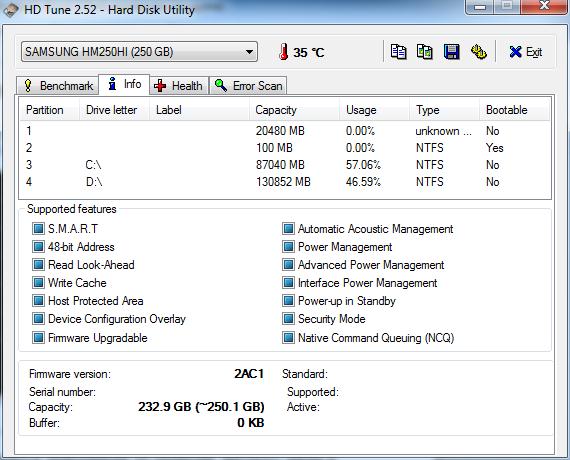 HD Tune 2.52 - Hard Disk Utility
SAMSUNG HM250HI (250 GB) 35 °C Exit
Benchmark Info Health Error Scan
Partition Drive letter Label Capacity Usage Type Bootable
1 20480 MB 0.00% unknown ... No
2 100 MB 0.00% NTFS Yes
3 C:\ 87040 MB 57.06% NTFS No
4 D:\ 130852 MB 46.59% NTFS No
Supported features
S.M.A.R.T Automatic Acoustic Management
48-bit Address Power Management
Read Look-Ahead Advanced Power Management
Write Cache Interface Power Management
Host Protected Area Power-up in Standby
Device Configuration Overlay Security Mode
Firmware Upgradable Native Command Queuing (NCQ)
Firmware version: 2AC1 Standard:
Serial number: Supported:
Capacity: 232.9 GB (~250.1 GB) Active:
Buffer: 0 KB